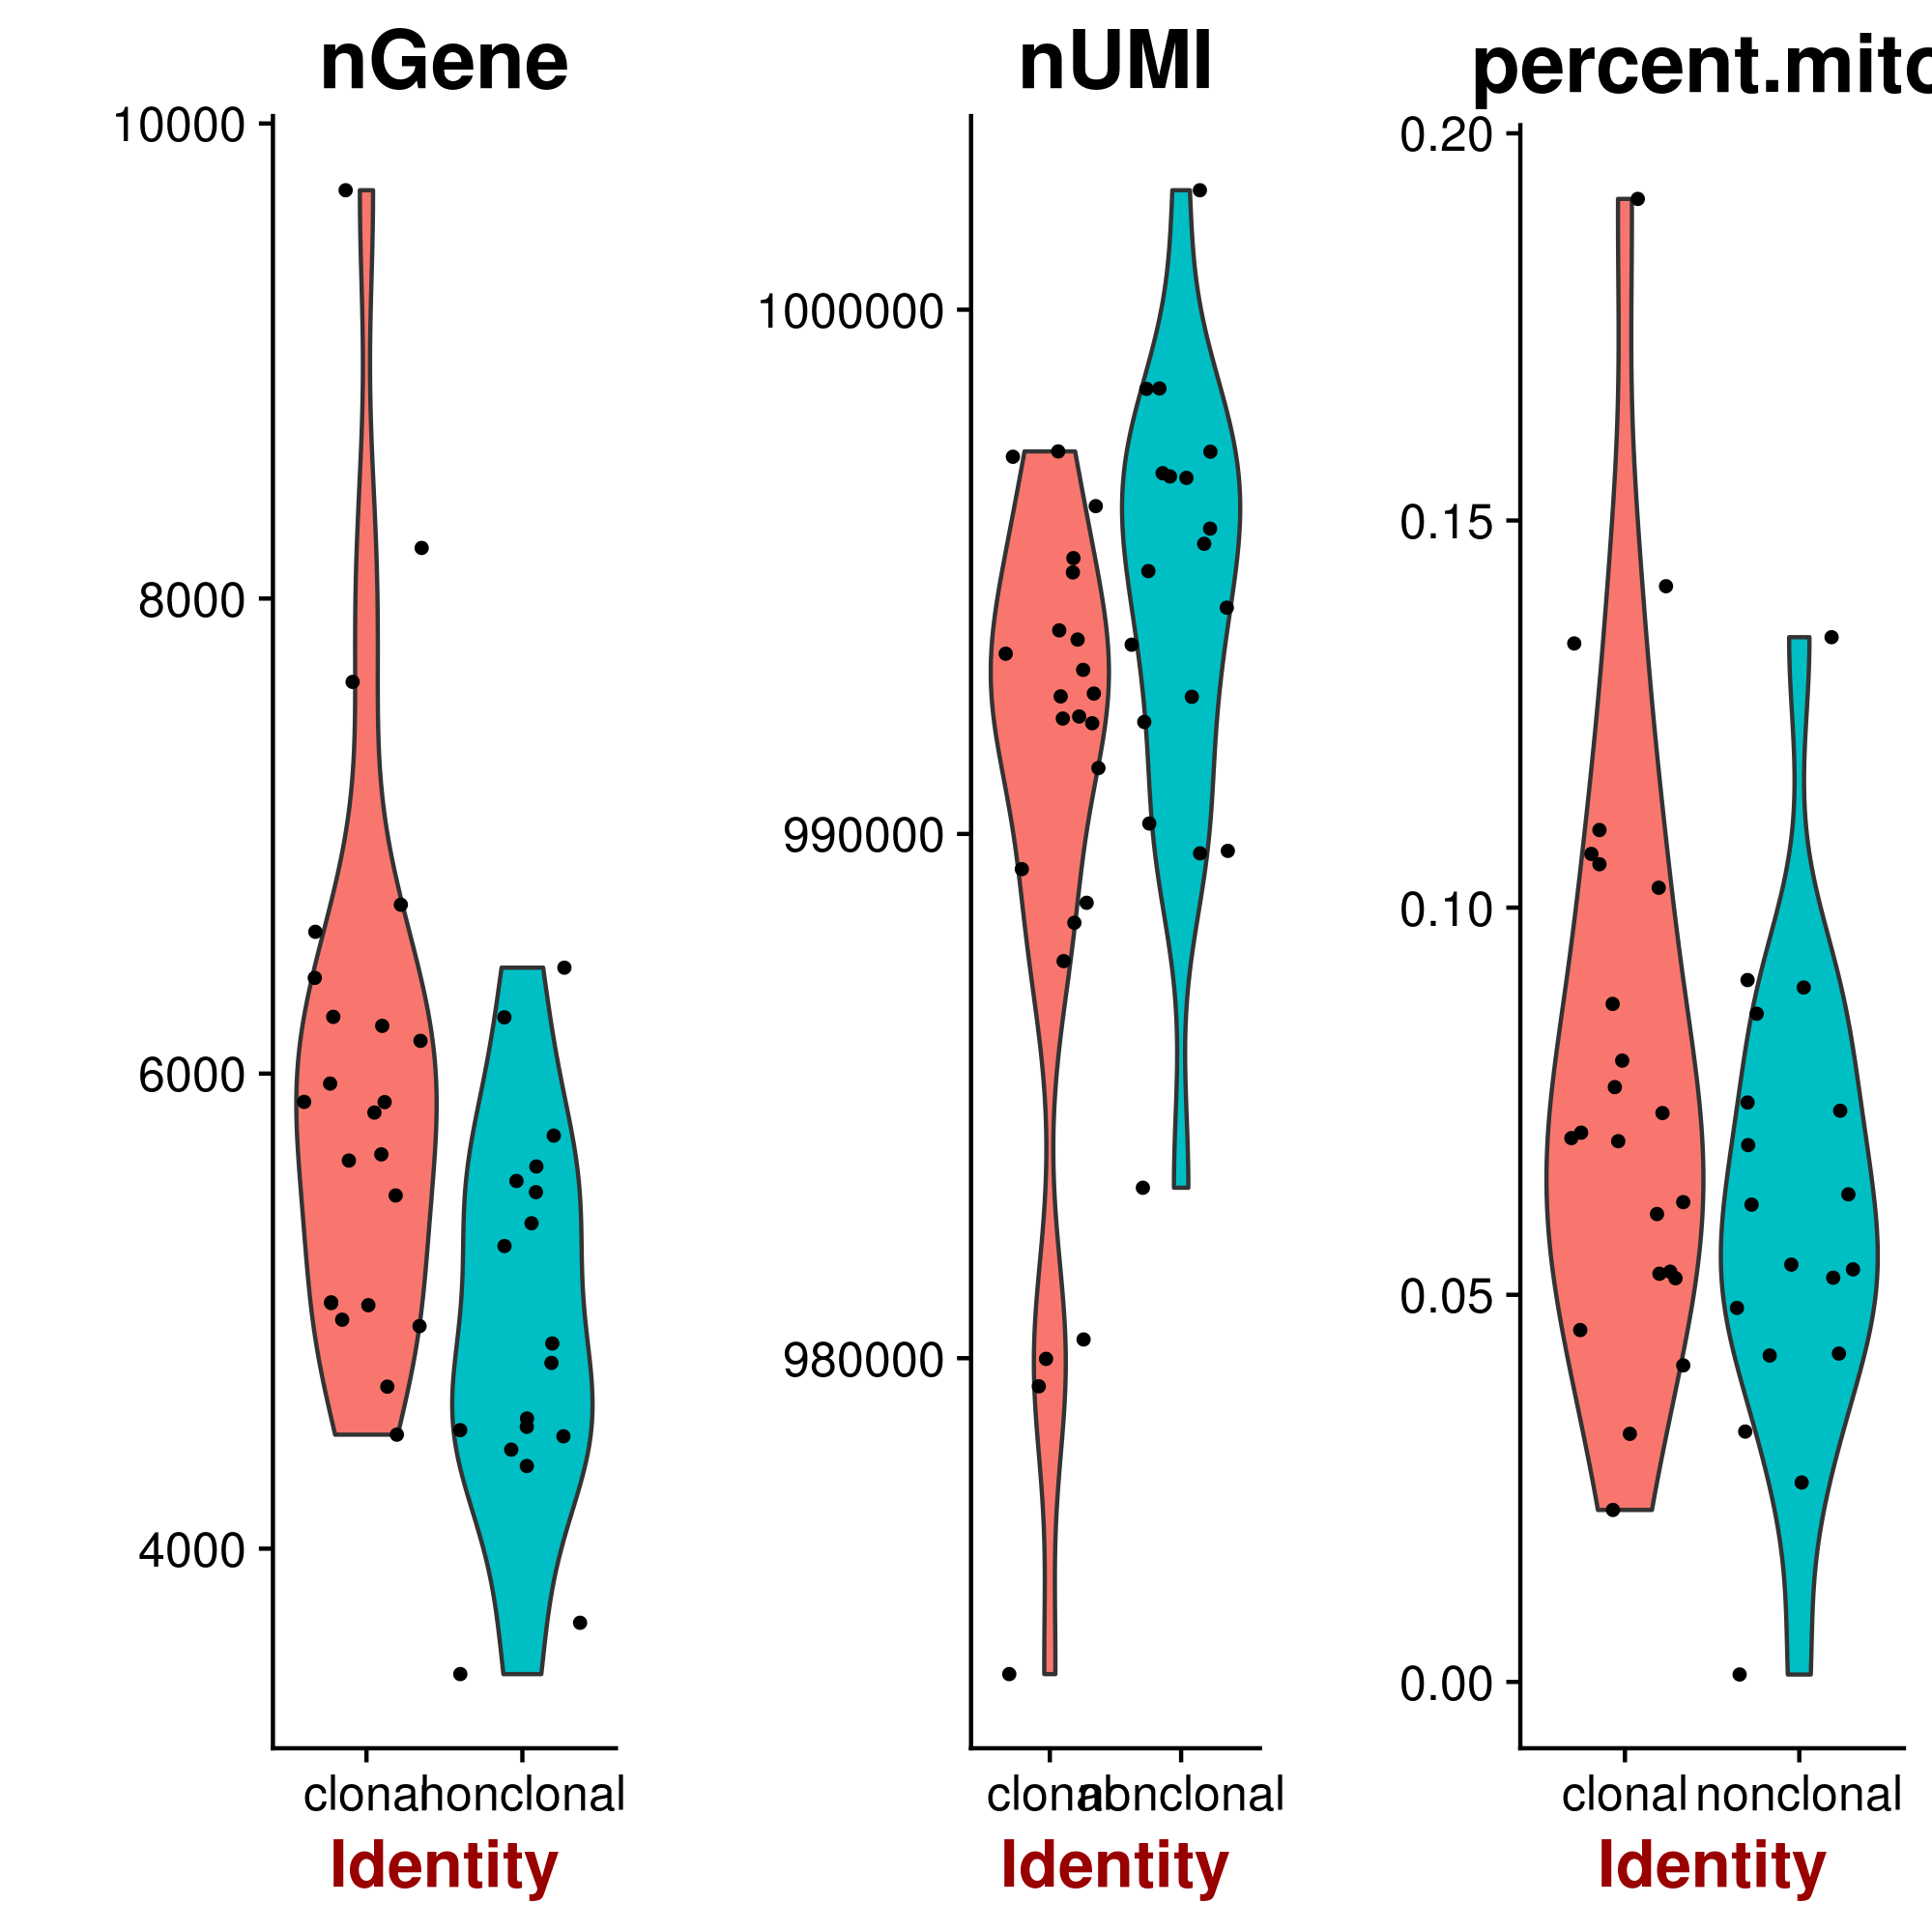 nGene
10000
8000
6000
4000
clonal nonclonal
Identity
nUMI
1000000
990000
980000
clonal nonclonal
Identity
percent.mito
0.20
0.15
0.10
0.05
0.00
clonal nonclonal
Identity